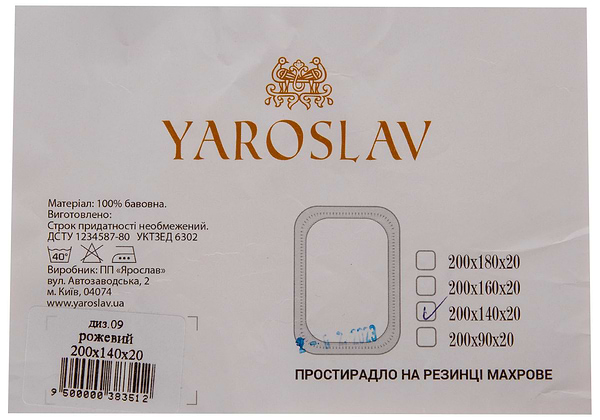 YAROSLAV
Матеріал: 100% бавовна.
Виготовлено:
Строк придатності необмежений.
ДСТУ 1234587-80 УКТЗЕД 6302
40°
Виробник: ПП «Ярослав»
вул. Автозаводська, 2
м. Київ, 04074
www.yaroslav.ua
диз.09
рожевий
200x140x20
9 500000 383512
200x180x20
200x160x20
200x140x20
200x90x20
2023
ПРОСТИРАДЛО НА РЕЗИНЦІ МАХРОВЕ